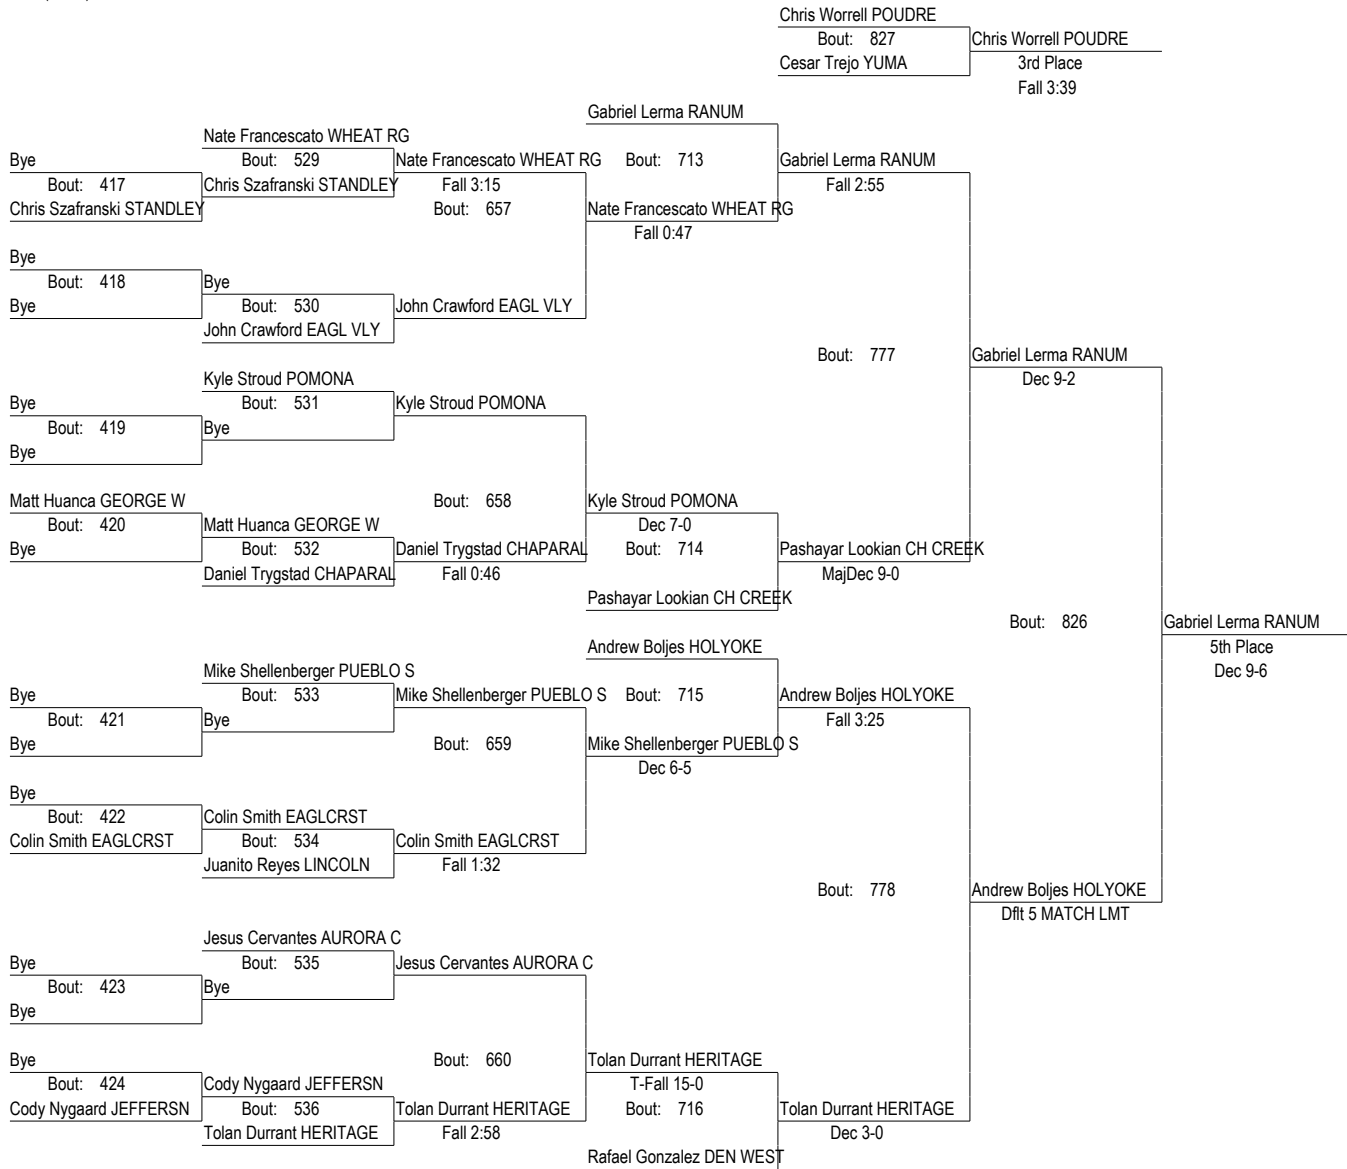 Chris Worrell POUDRE
Bout: 827
Chris Worrell POUDRE
Cesar Trejo YUMA
3rd Place
Fall 3:39
Gabriel Lerma RANUM
Nate Francescato WHEAT RG
Bye
Bout: 529
Nate Francescato WHEAT RG
Bout: 713
Gabriel Lerma RANUM
Bout: 417
Chris Szafranski STANDLEY
Fall 3:15
Fall 2:55
Chris Szafranski STANDLEY
Bout: 657
Nate Francescato WHEAT RG
Fall 0:47
Bye
Bout: 418
Bye
Bye
Bout: 530
John Crawford EAGL VLY
John Crawford EAGL VLY
Bout: 777
Gabriel Lerma RANUM
Kyle Stroud POMONA
Dec 9-2
Bye
Bout: 531
Kyle Stroud POMONA
Bout: 419
Bye
Bye
Matt Huanca GEORGE W
Bout: 658
Kyle Stroud POMONA
Bout: 420
Matt Huanca GEORGE W
Dec 7-0
Bye
Bout: 532
Daniel Trygstad CHAPARAL
Bout: 714
Pashayar Lookian CH CREEK
Daniel Trygstad CHAPARAL
Fall 0:46
MajDec 9-0
Pashayar Lookian CH CREEK
Bout: 826
Gabriel Lerma RANUM
Andrew Boljes HOLYOKE
5th Place
Mike Shellenberger PUEBLO S
Dec 9-6
Bye
Bout: 533
Mike Shellenberger PUEBLO S
Bout: 715
Andrew Boljes HOLYOKE
Bout: 421
Bye
Fall 3:25
Bye
Bout: 659
Mike Shellenberger PUEBLO S
Dec 6-5
Bye
Bout: 422
Colin Smith EAGLCRST
Colin Smith EAGLCRST
Bout: 534
Colin Smith EAGLCRST
Juanito Reyes LINCOLN
Fall 1:32
Bout: 778
Andrew Boljes HOLYOKE
Dflt 5 MATCH LMT
Jesus Cervantes AURORA C
Bye
Bout: 535
Jesus Cervantes AURORA C
Bout: 423
Bye
Bye
Bye
Bout: 660
Tolan Durrant HERITAGE
Bout: 424
Cody Nygaard JEFFERSN
T-Fall 15-0
Cody Nygaard JEFFERSN
Bout: 536
Tolan Durrant HERITAGE
Bout: 716
Tolan Durrant HERITAGE
Tolan Durrant HERITAGE
Fall 2:58
Dec 3-0
Rafael Gonzalez DEN WEST